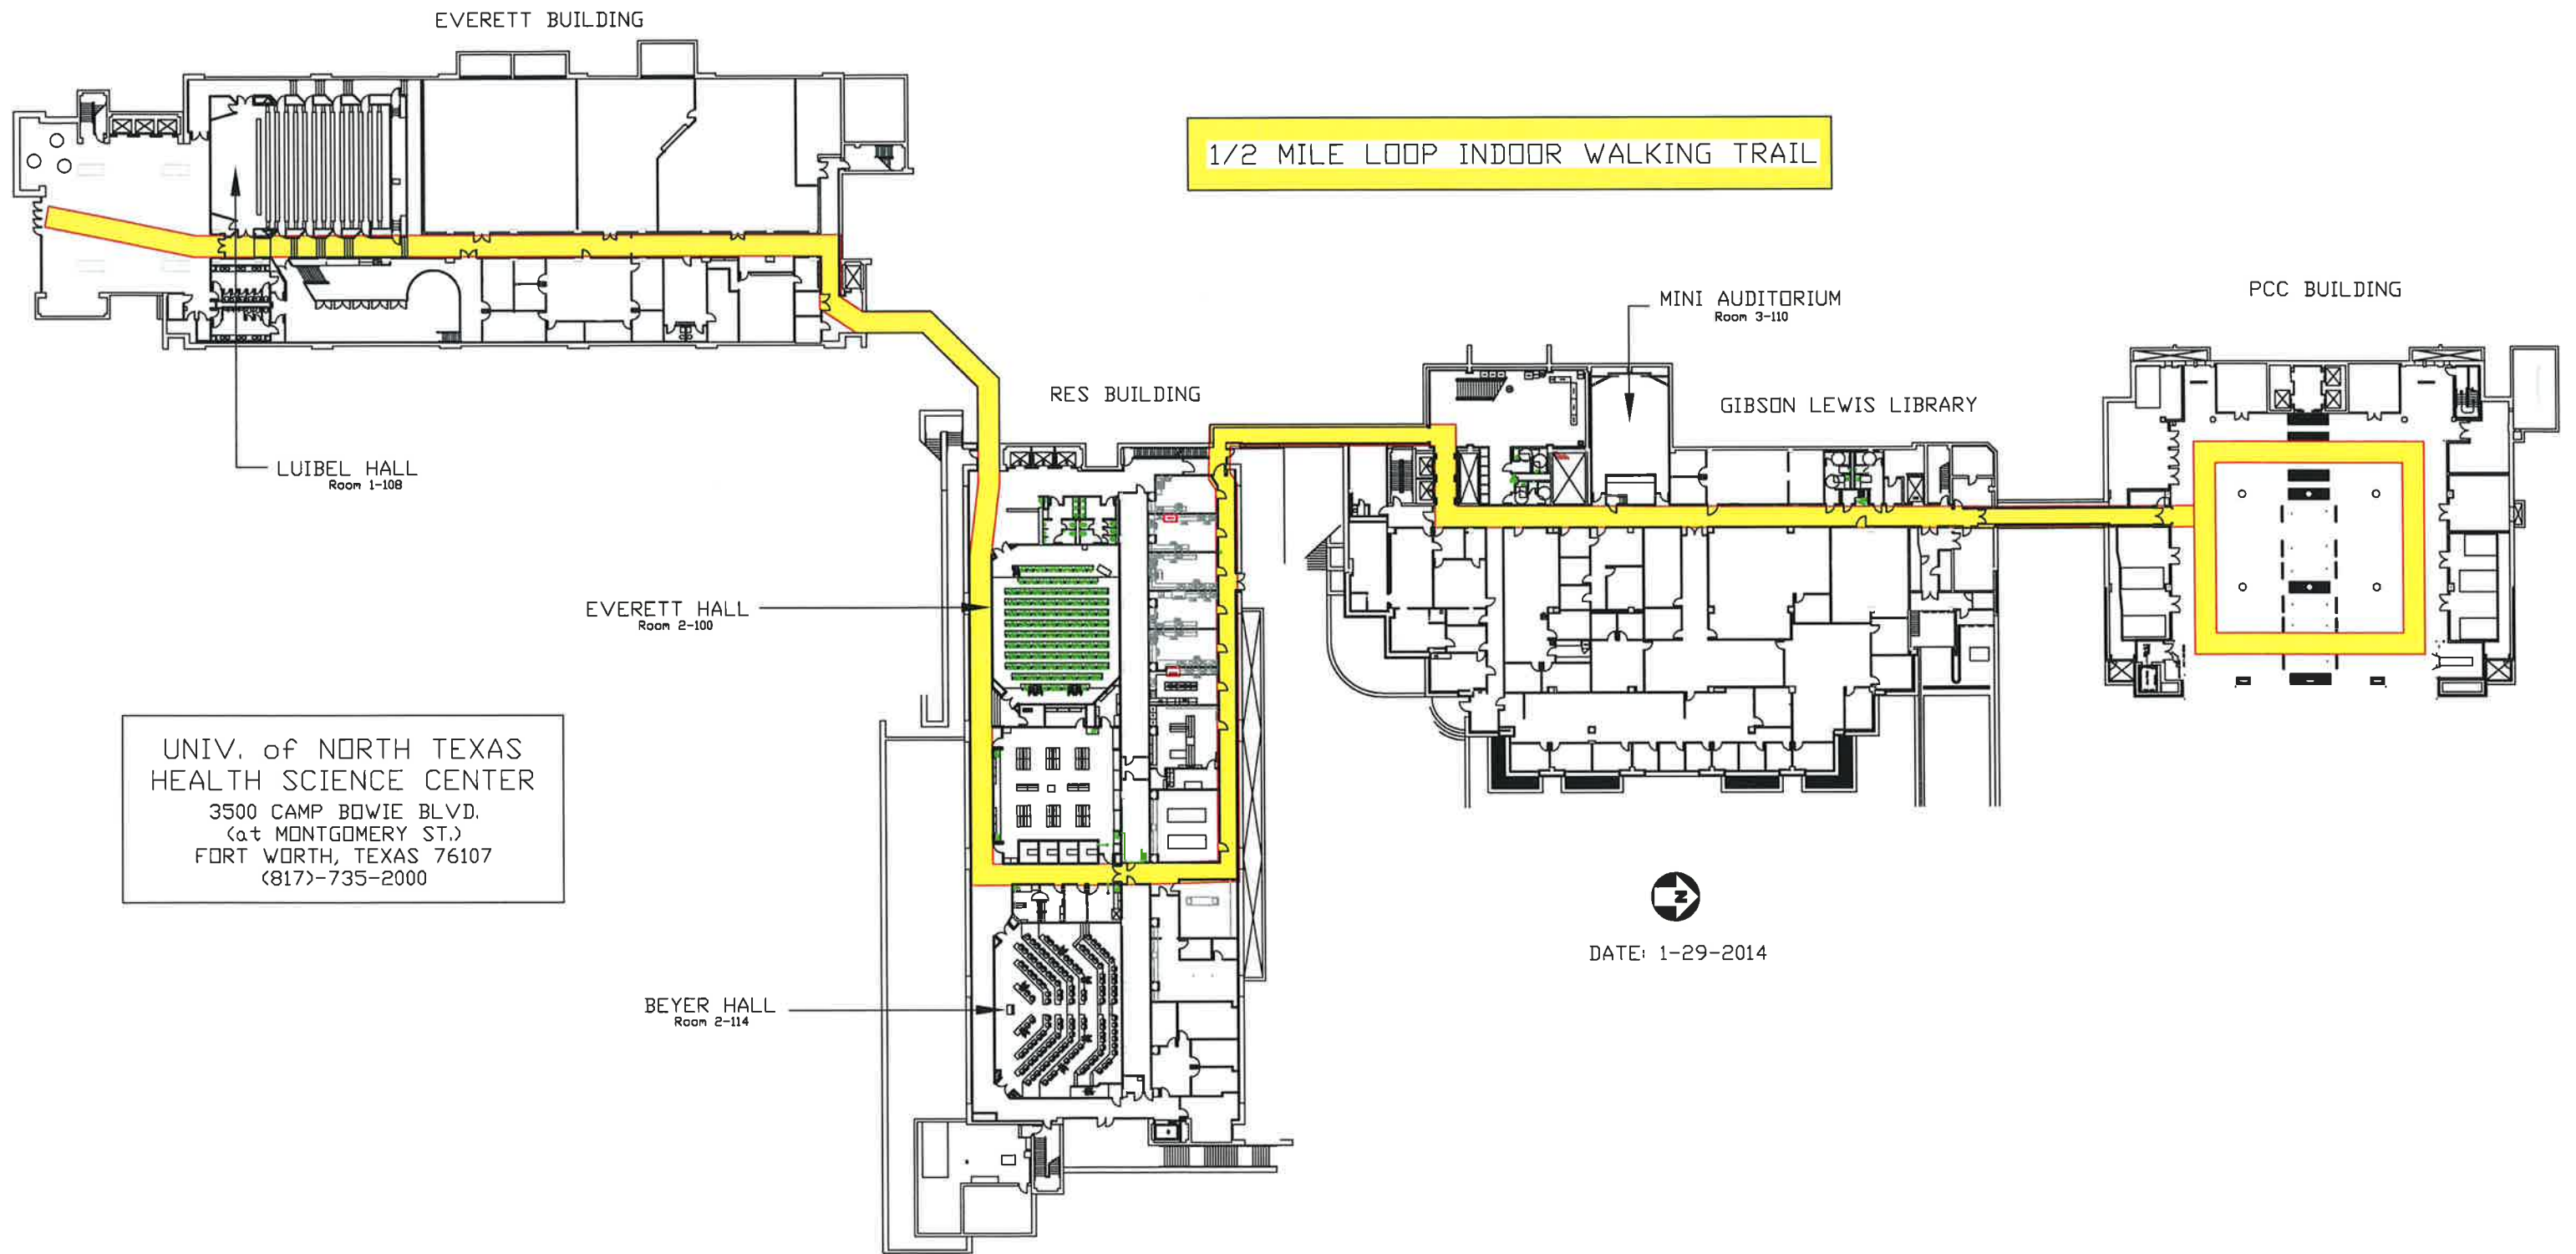 EVERETT BUILDING
1/2 MILE LOOP INDOOR WALKING TRAIL
MINI AUDITORIUM
Room 3-110
PCC BUILDING
RES BUILDING
GIBSON LEWIS LIBRARY
LUIBEL HALL
Room 1-108
EVERETT HALL
Room 2-100
UNIV. of NORTH TEXAS
HEALTH SCIENCE CENTER
3500 CAMP BOWIE BLVD.
(at MONTGOMERY ST.)
FORT WORTH, TEXAS 76107
(817)-735-2000
N
DATE: 1-29-2014
BEYER HALL
Room 2-114